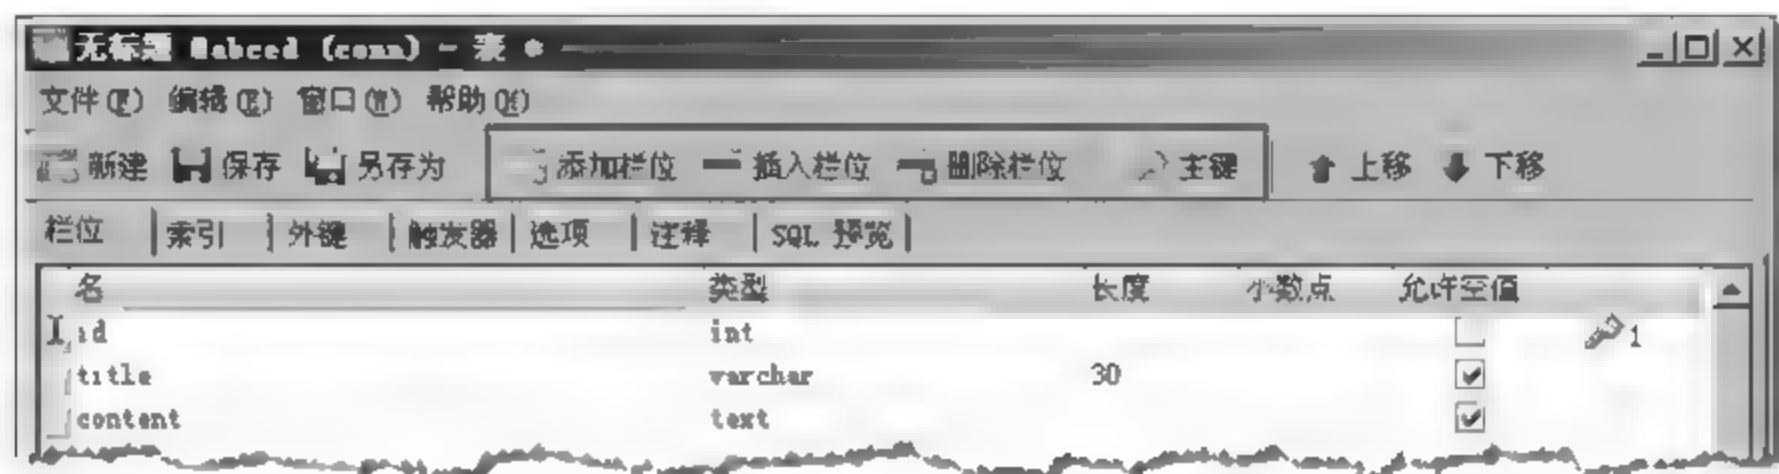 无标题 @abced (conn) - 表 *
文件(F) 编辑(E) 窗口(W) 帮助(H)
新建 保存 另存为 添加栏位 插入栏位 删除栏位 主键 上移 下移
栏位 索引 外键 触发器 选项 注释 SQL 预览
名 类型 长度 小数点 允许空值
id int 1
title varchar 30
content text